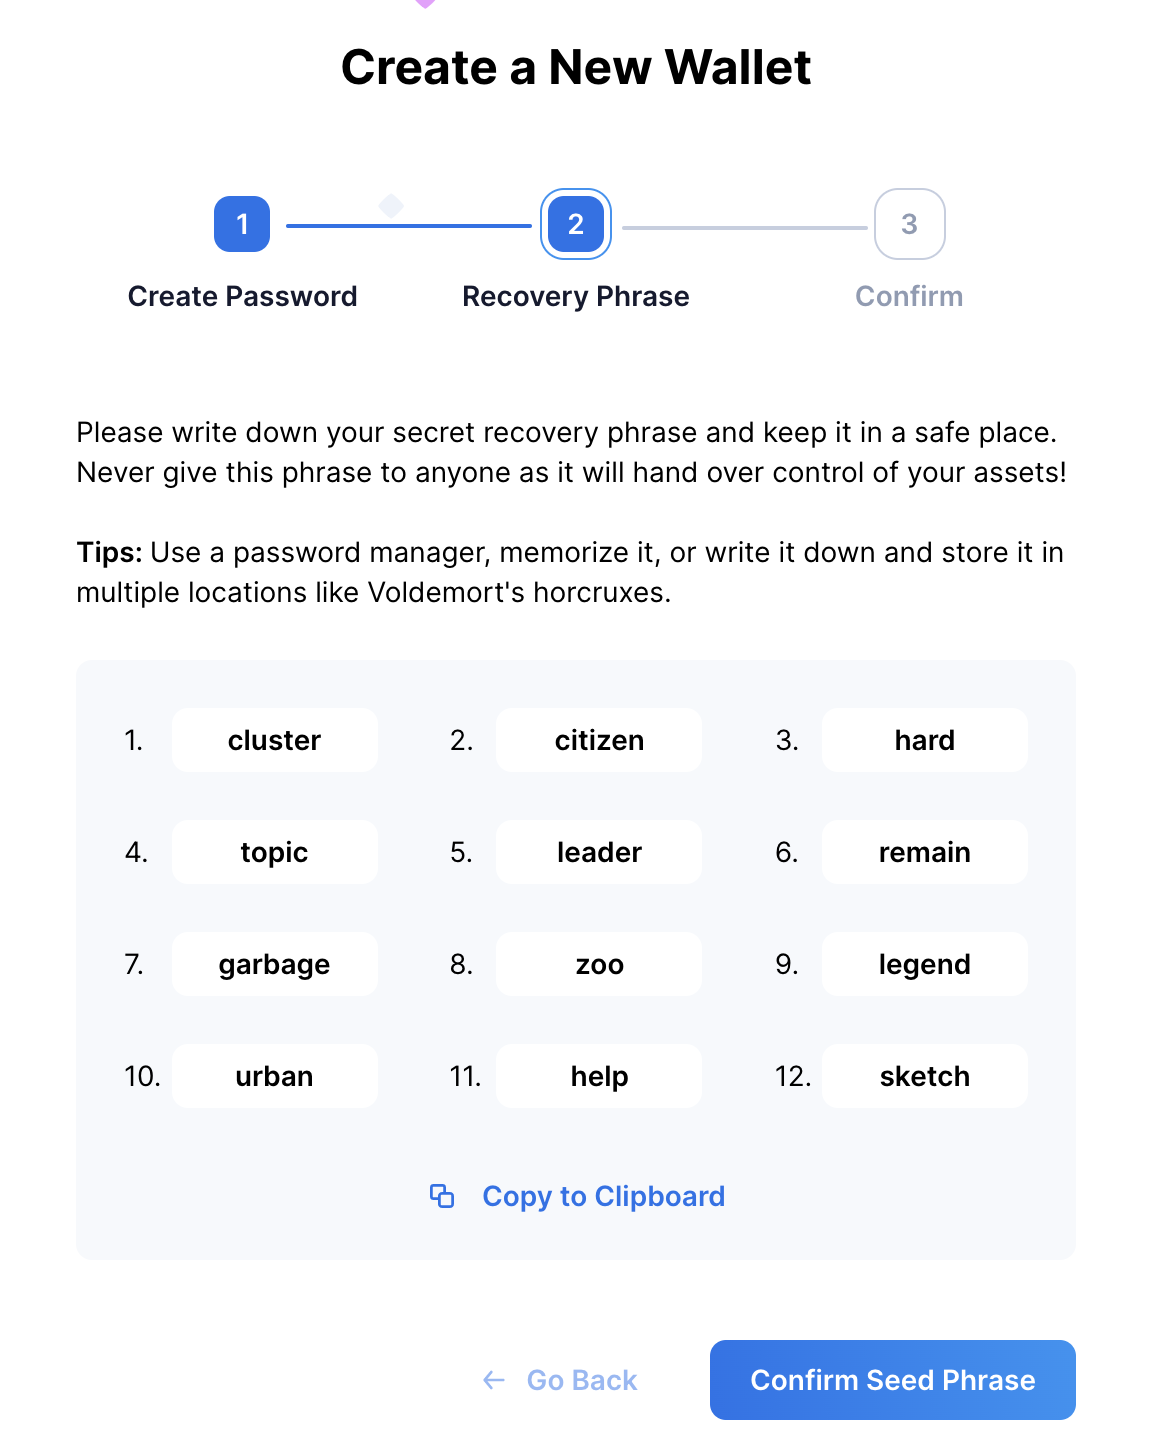 Create a New Wallet
1
2
3
Create Password
Recovery Phrase
Confirm
Please write down your secret recovery phrase and keep it in a safe place.
Never give this phrase to anyone as it will hand over control of your assets!
Tips: Use a password manager, memorize it, or write it down and store it in
multiple locations like Voldemort's horcruxes.
1. cluster
2. citizen
3. hard
4. topic
5. leader
6. remain
7. garbage
8. zoo
9. legend
10. urban
11. help
12. sketch
Copy to Clipboard
Go Back
Confirm Seed Phrase